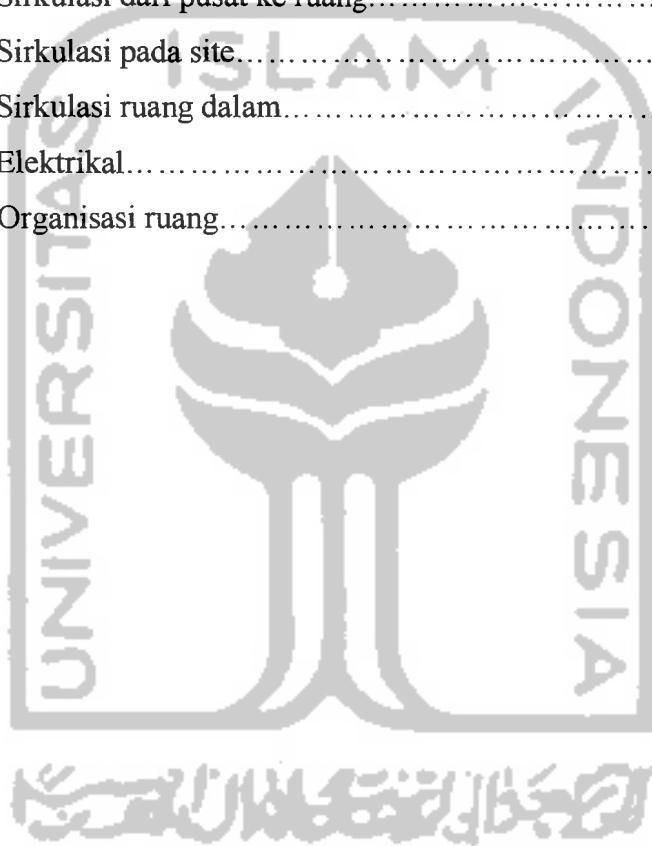 Sirkulasi dari pusat ke ruang………………………
Sirkulasi pada site………………………………………
Sirkulasi ruang dalam…………………………………
Elektrikal……………………………………………………
Organisasi ruang…………………………………………
UNIVERSITAS ISLAM INDONESIA